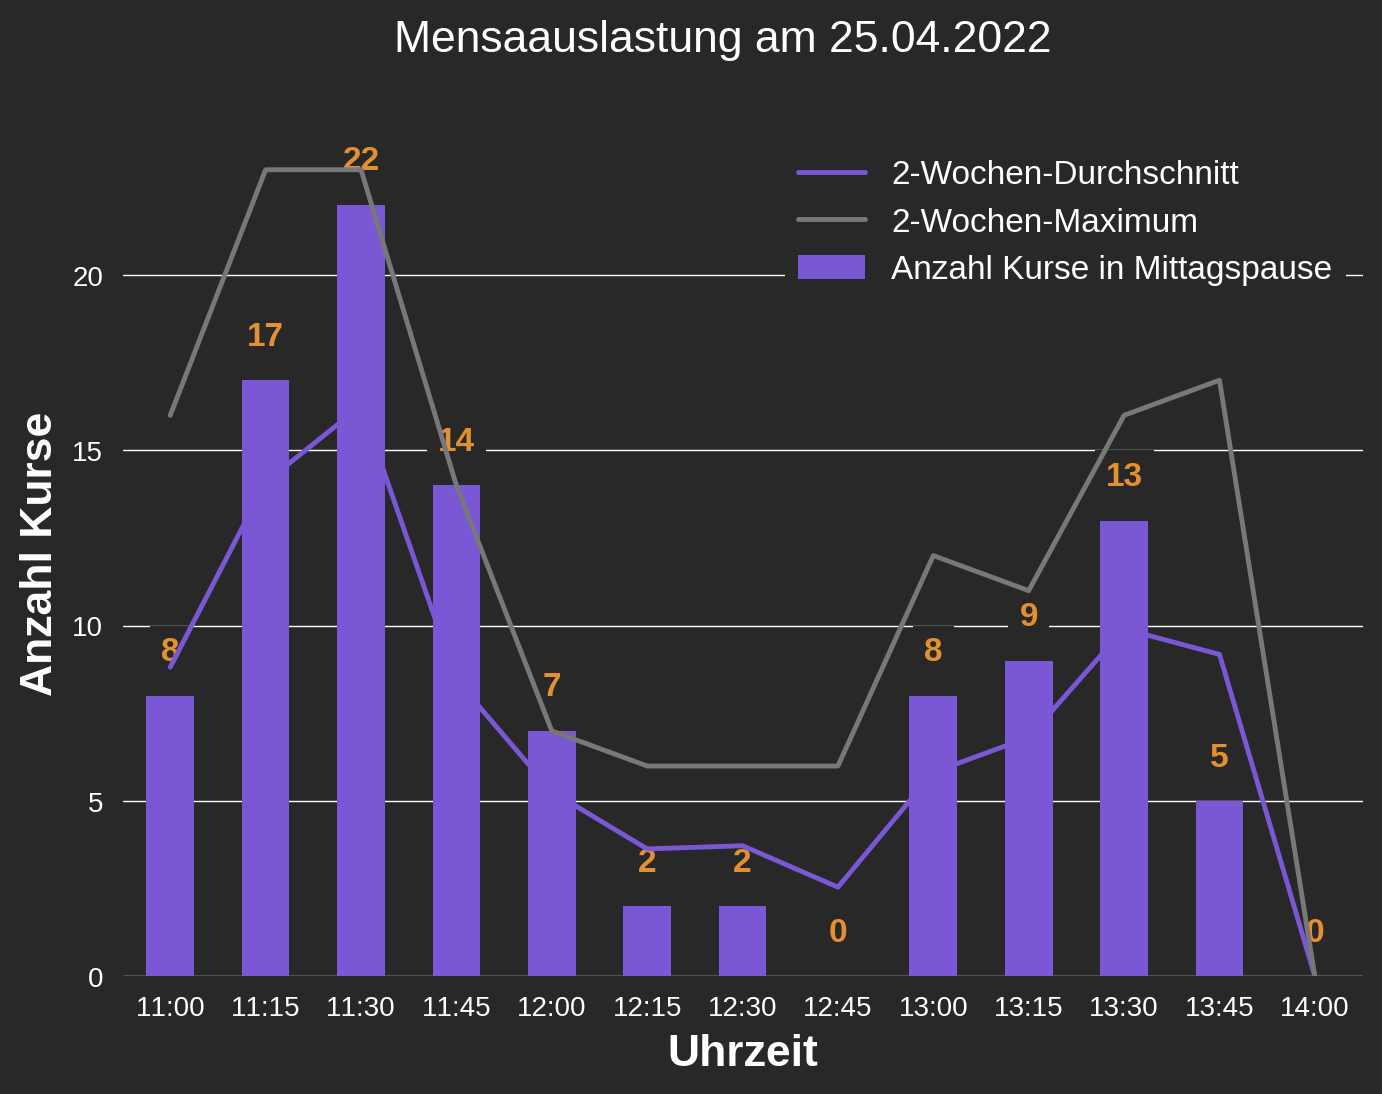 Mensaauslastung am 25.04.2022
2-Wochen-Durchschnitt
2-Wochen-Maximum
Anzahl Kurse in Mittagspause
Anzahl Kurse
20
15
10
5
0
8
17
22
14
7
2
2
0
8
9
13
5
0
11:00 11:15 11:30 11:45 12:00 12:15 12:30 12:45 13:00 13:15 13:30 13:45 14:00
Uhrzeit